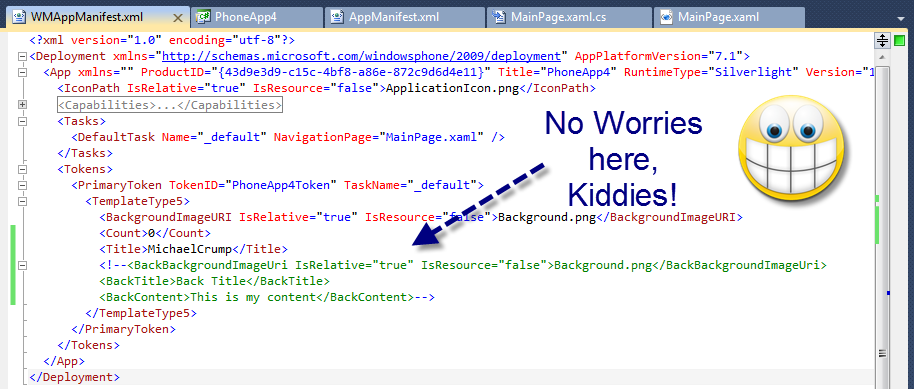 WMAppManifest.xml PhoneApp4 AppManifest.xml MainPage.xaml.cs MainPage.xaml
<?xml version="1.0" encoding="utf-8"?>
<Deployment xmlns="http://schemas.microsoft.com/windowsphone/2009/deployment" AppPlatformVersion="7.1">
<App xmlns="" ProductID="{43d9e3d9-c15c-4bf8-a86e-872c9d6d4e11}" Title="PhoneApp4" RuntimeType="Silverlight" Version="1
<IconPath IsRelative="true" IsResource="false">ApplicationIcon.png</IconPath>
<Capabilities>...</Capabilities>
<Tasks>
<DefaultTask Name="_default" NavigationPage="MainPage.xaml" />
</Tasks>
<Tokens>
<PrimaryToken TokenID="PhoneApp4Token" TaskName="_default">
<TemplateType5>
<BackgroundImageURI IsRelative="true" IsResource="false">Background.png</BackgroundImageURI>
<Count>0</Count>
<Title>MichaelCrump</Title>
<!--<BackBackgroundImageUri IsRelative="true" IsResource="false">Background.png</BackBackgroundImageUri>
<BackTitle>Back Title</BackTitle>
<BackContent>This is my content</BackContent>-->
</TemplateType5>
</PrimaryToken>
</Tokens>
</App>
</Deployment>
No Worries
here,
Kiddies!